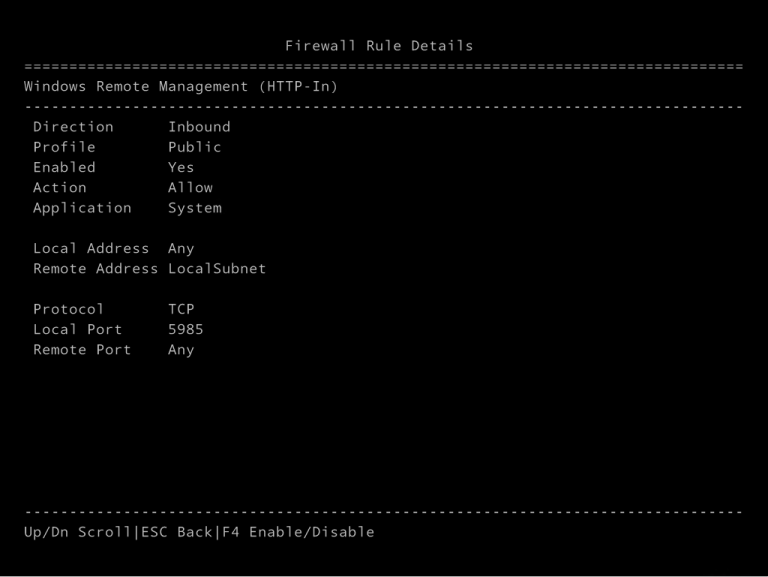 Firewall Rule Details
================================================================================
Windows Remote Management (HTTP-In)
--------------------------------------------------------------------------------
Direction Inbound
Profile Public
Enabled Yes
Action Allow
Application System
Local Address Any
Remote Address LocalSubnet
Protocol TCP
Local Port 5985
Remote Port Any
--------------------------------------------------------------------------------
Up/Dn Scroll|ESC Back|F4 Enable/Disable